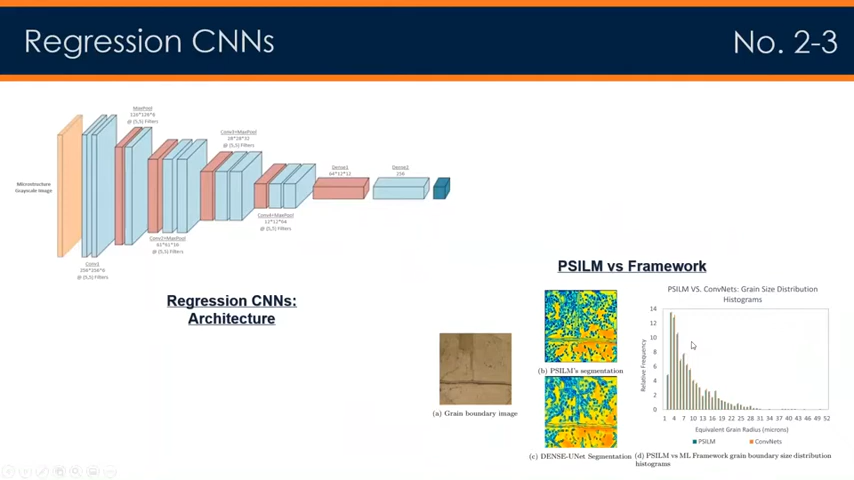 Regression CNNs
No. 2-3
MaxPool
126*126*6
@ (5,5) Filters
Conv3+MaxPool
28*28*32
@ (5,5) Filters
Microstructure
Grayscale Image
Dense1
64*12*12
Dense2
Conv4+MaxPool
12*12*64
@ (5,5) Filters
Conv2+MaxPool
61*61*16
@ (5,5) Filters
Conv1
256*256*6
@ (5,5) Filters
Regression CNNs:
Architecture
PSILM vs Framework
(a) Grain boundary image
(b) PSILM's segmentation
(c) DENSE-UNet Segmentation
PSILM VS. ConvNets: Grain Size Distribution
Histograms
Relative Frequency
14
12
10
8
6
4
2
0
1 4 7 10 13 16 19 22 25 28 31 34 37 40 43 46 49 52
Equivalent Grain Radius (microns)
PSILM ConvNets
(d) PSILM vs ML Framework grain boundary size distribution
histograms